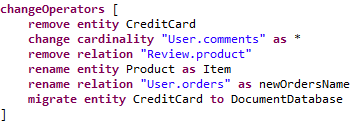 changeOperators [
remove entity CreditCard
change cardinality "User.comments" as *
remove relation "Review.product"
rename entity Product as Item
rename relation "User.orders" as newOrdersName
migrate entity CreditCard to DocumentDatabase
]